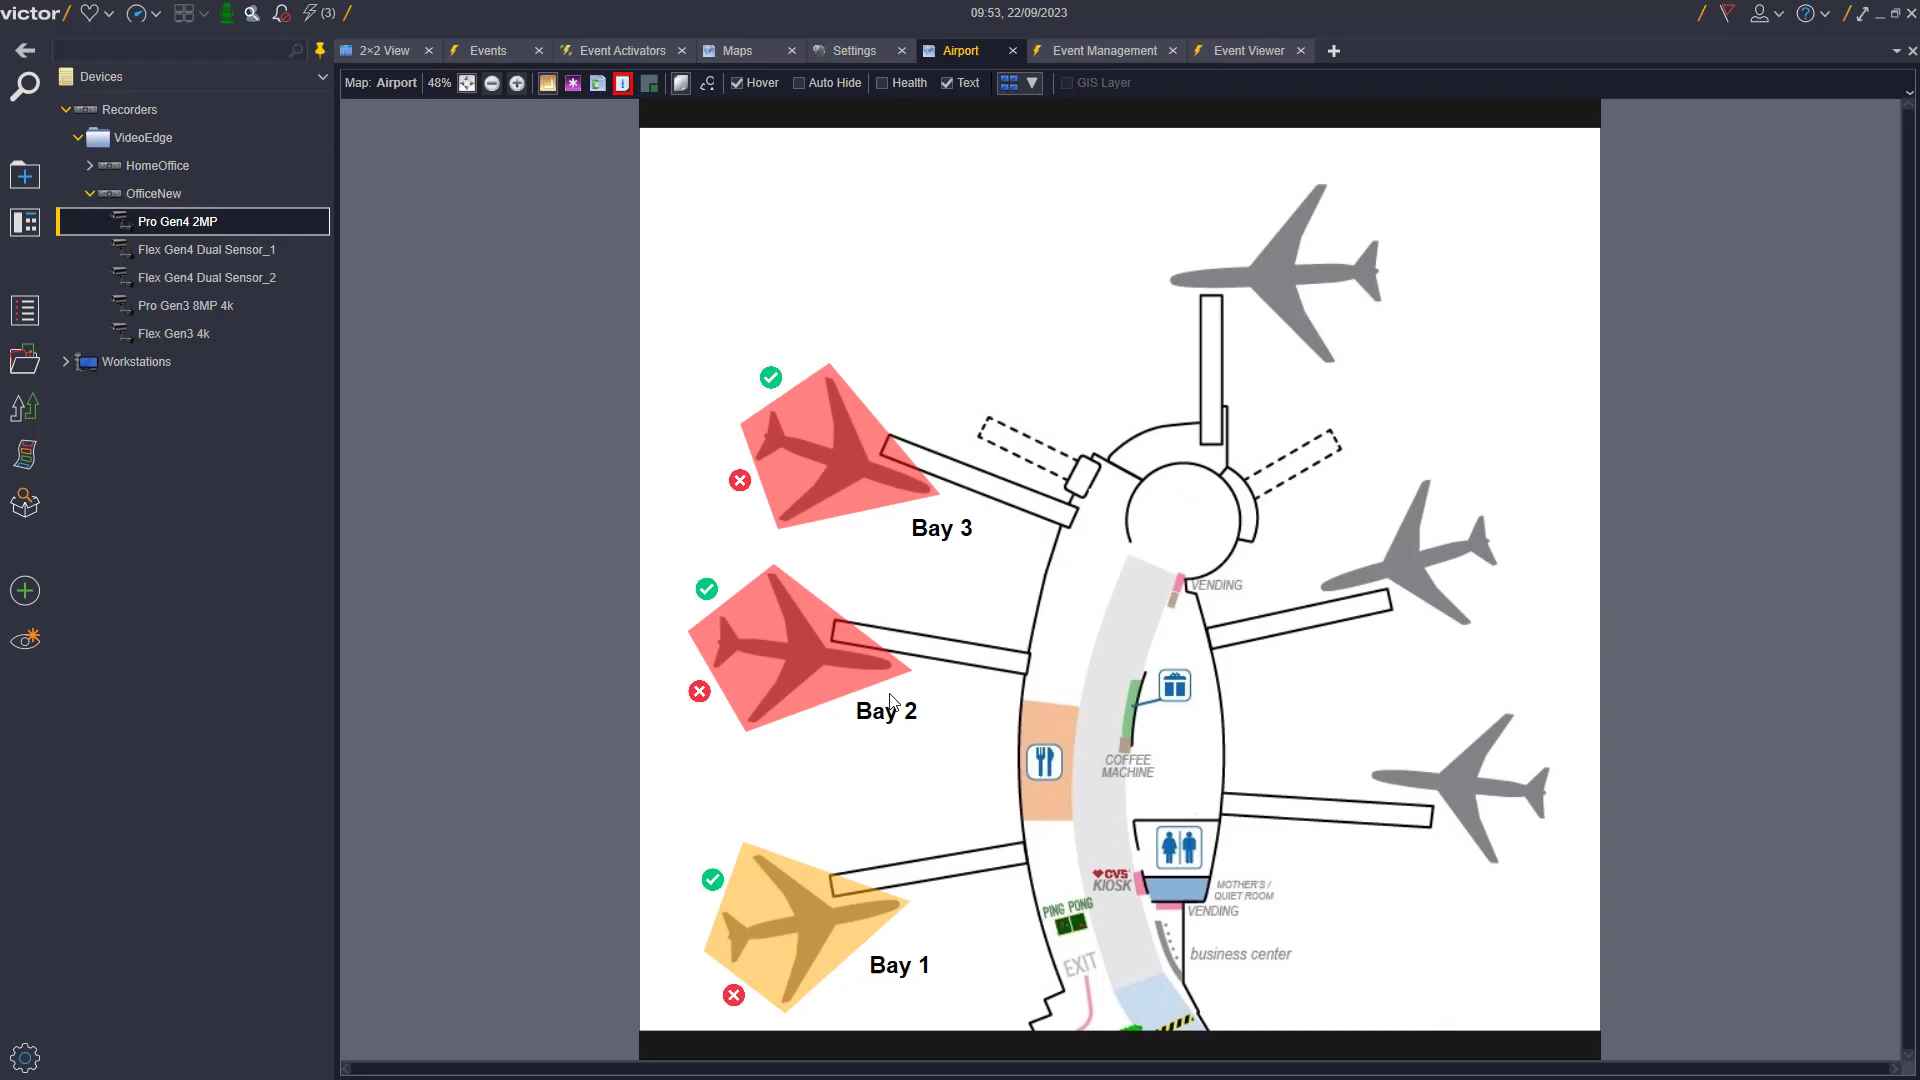 victor
(3)
09:53, 22/09/2023
2×2 View
Events
Event Activators
Maps
Settings
Airport
Event Management
Event Viewer
Devices
Map: Airport
48%
Hover
Auto Hide
Health
Text
GIS Layer
Recorders
VideoEdge
HomeOffice
OfficeNew
Pro Gen4 2MP
Flex Gen4 Dual Sensor_1
Flex Gen4 Dual Sensor_2
Pro Gen3 8MP 4k
Flex Gen3 4k
Workstations
Bay 3
VENDING
Bay 2
COFFEE
MACHINE
CVS
KIOSK
MOTHER'S /
QUIET ROOM
VENDING
PING PONG
business center
EXIT
Bay 1